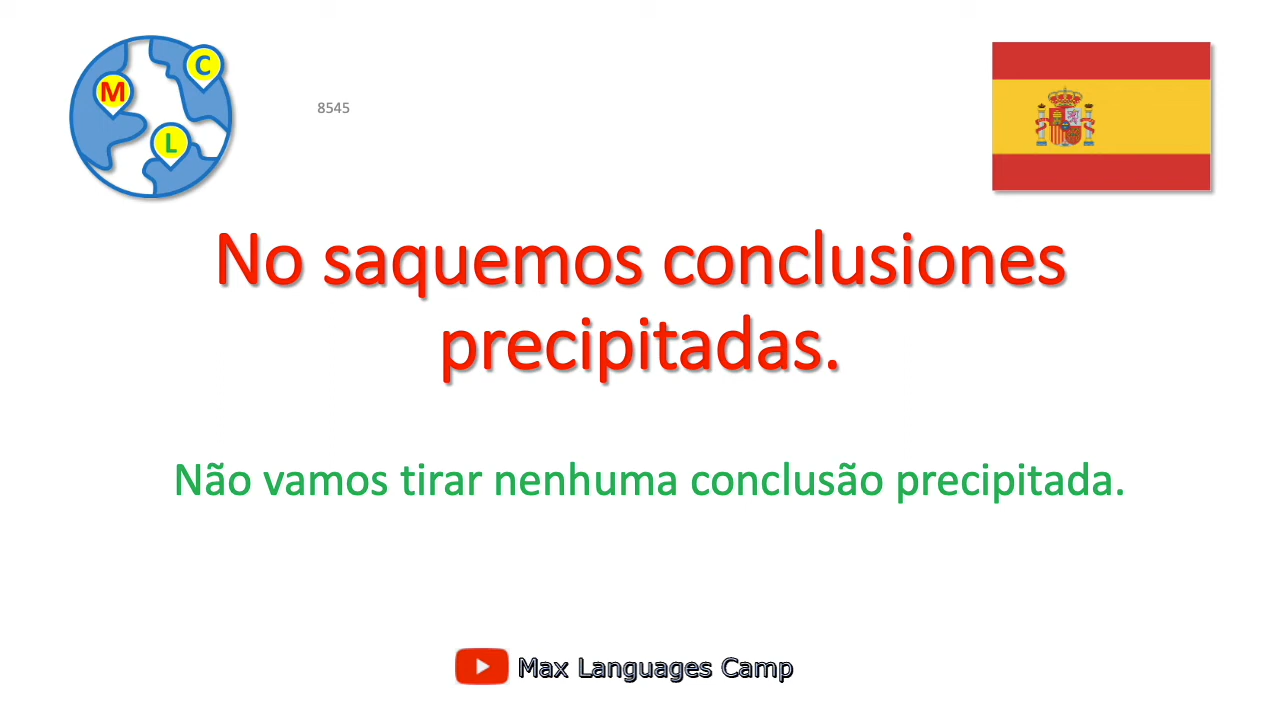 C
M
L
8545
No saquemos conclusiones
precipitadas.
Não vamos tirar nenhuma conclusão precipitada.
Max Languages Camp